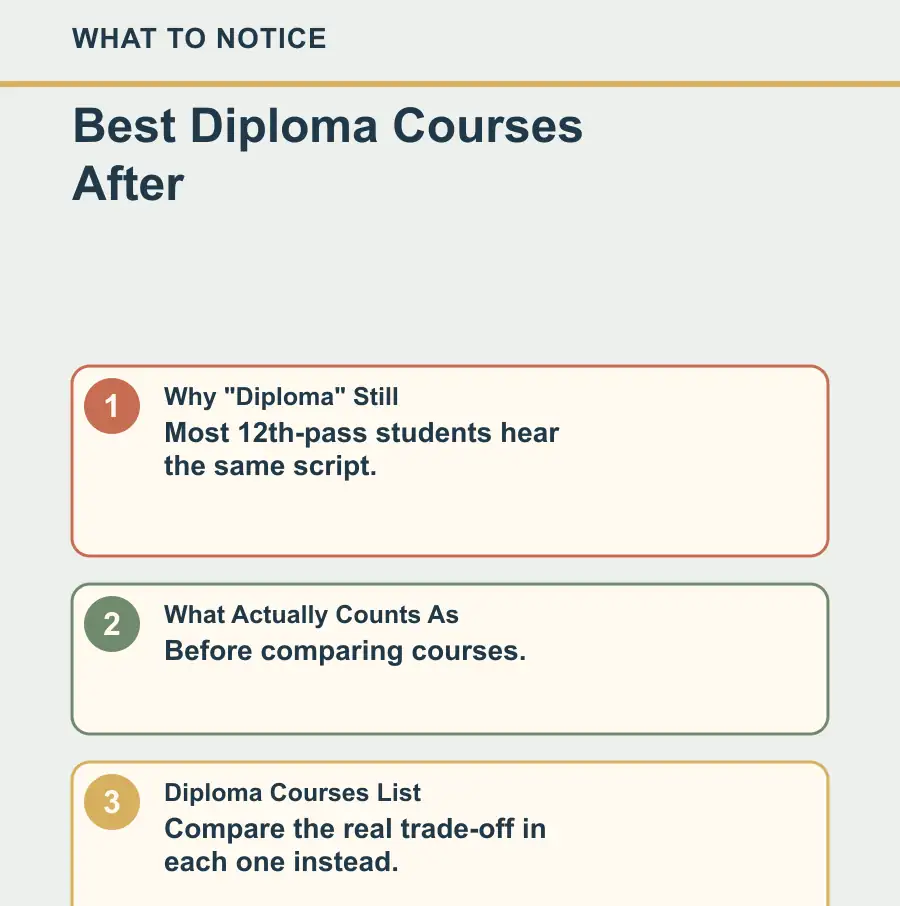 WHAT TO NOTICE
Best Diploma Courses
After
1
Why "Diploma" Still
Most 12th-pass students hear
the same script.
2
What Actually Counts As
Before comparing courses.
3
Diploma Courses List
Compare the real trade-off in
each one instead.